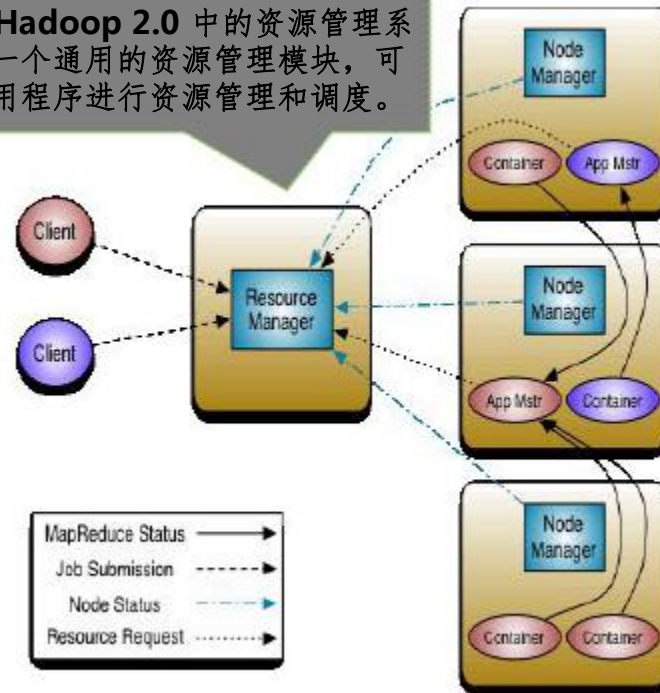 Hadoop 2.0 中的资源管理系
一个通用的资源管理模块，可
用程序进行资源管理和调度。
Node
Manager
Container
App Mstr
Client
Client
Resource
Manager
Node
Manager
App Mstr
Container
Node
Manager
Container
Container
MapReduce Status
Job Submission
Node Status
Resource Request